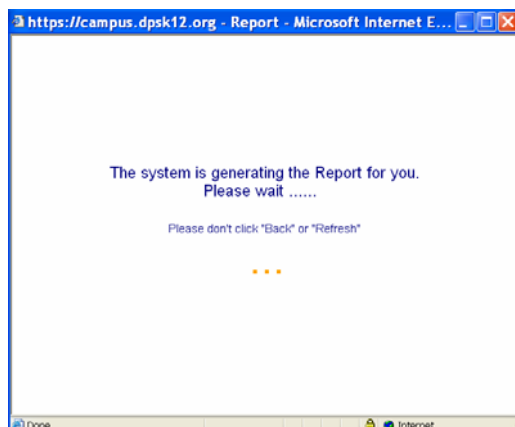 https://campus.dpsk12.org - Report - Microsoft Internet E...
The system is generating the Report for you.
Please wait ......
Please don't click "Back" or "Refresh"
Done
Internet